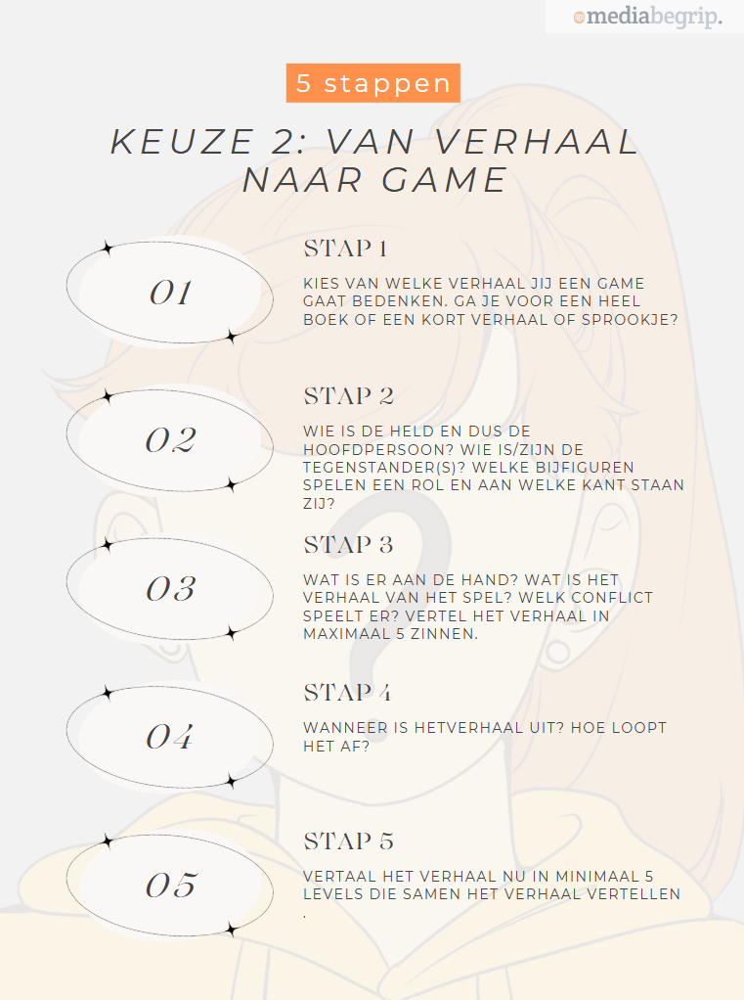 mediabegrip.
5 stappen
KEUZE 2: VAN VERHAAL
NAAR GAME
01
STAP 1
KIES VAN WELKE VERHAAL JIJ EEN GAME
GAAT BEDENKEN. GA JE VOOR EEN HEEL
BOEK OF EEN KORT VERHAAL OF SPROOKJE?
02
STAP 2
WIE IS DE HELD EN DUS DE
HOOFDPERSOON? WIE IS/ZIJN DE
TEGENSTANDER(S)? WELKE BIJFIGUREN
SPELEN EEN ROL EN AAN WELKE KANT STAAN
ZIJ?
03
STAP 3
WAT IS ER AAN DE HAND? WAT IS HET
VERHAAL VAN HET SPEL? WELK CONFLICT
SPEELT ER? VERTEL HET VERHAAL IN
MAXIMAAL 5 ZINNEN.
04
STAP 4
WANNEER IS HETVERHAAL UIT? HOE LOOPT
HET AF?
05
STAP 5
VERTAAL HET VERHAAL NU IN MINIMAAL 5
LEVELS DIE SAMEN HET VERHAAL VERTELLEN
.
?